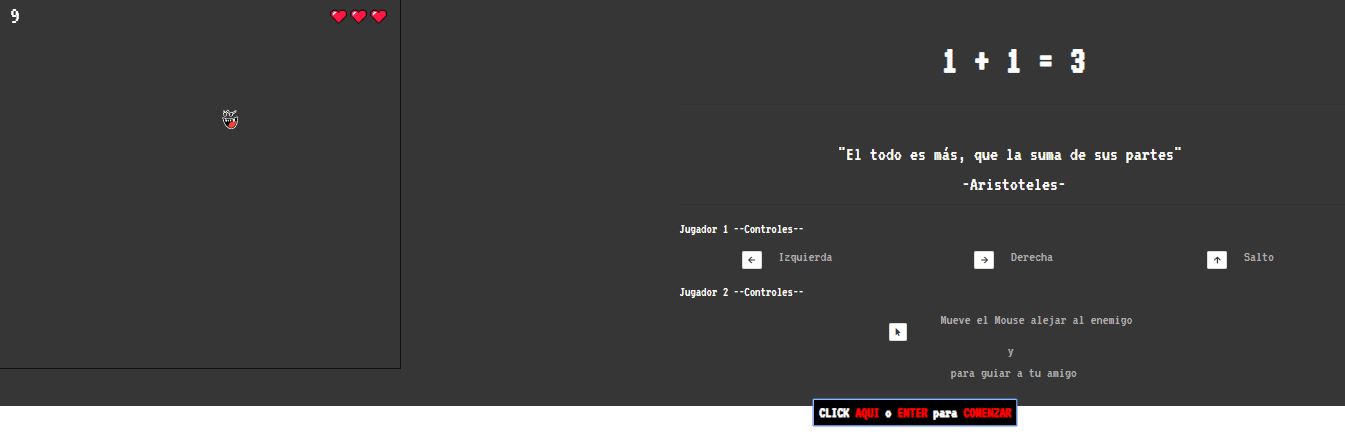 9
1 + 1 = 3
"El todo es más, que la suma de sus partes"
-Aristoteles-
Jugador 1 --Controles--
← Izquierda → Derecha ↑ Salto
Jugador 2 --Controles--
Mueve el Mouse alejar al enemigo
y
para guiar a tu amigo
CLICK AQUI o ENTER para COMENZAR